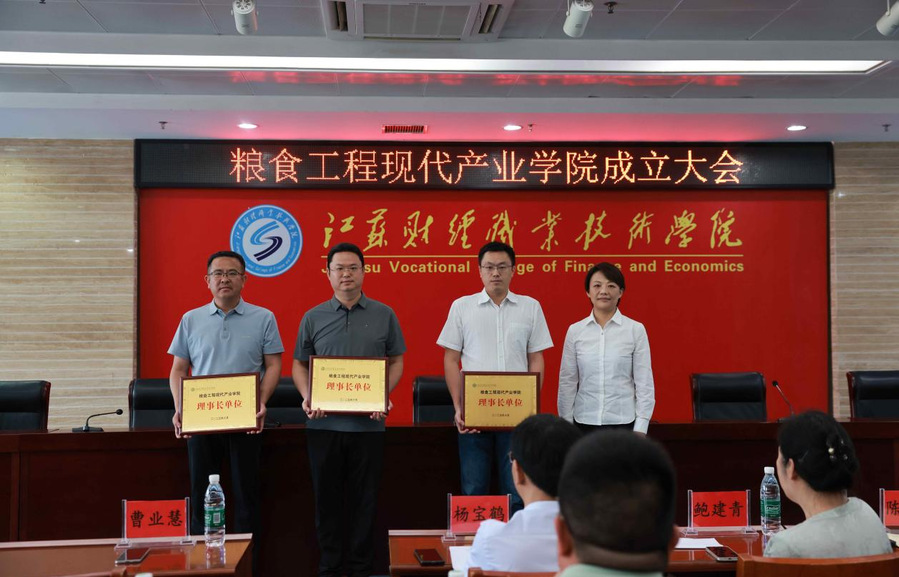 粮食工程现代产业学院成立大会
江苏财经职业技术學院
Vocational of and Economics
粮食工程现代产业学院
理事长单位
粮食工程现代产业学院
理事长单位
粮食工程现代产业学院
理事长单位
曹业慧
杨宝鹤
鲍建青
陈